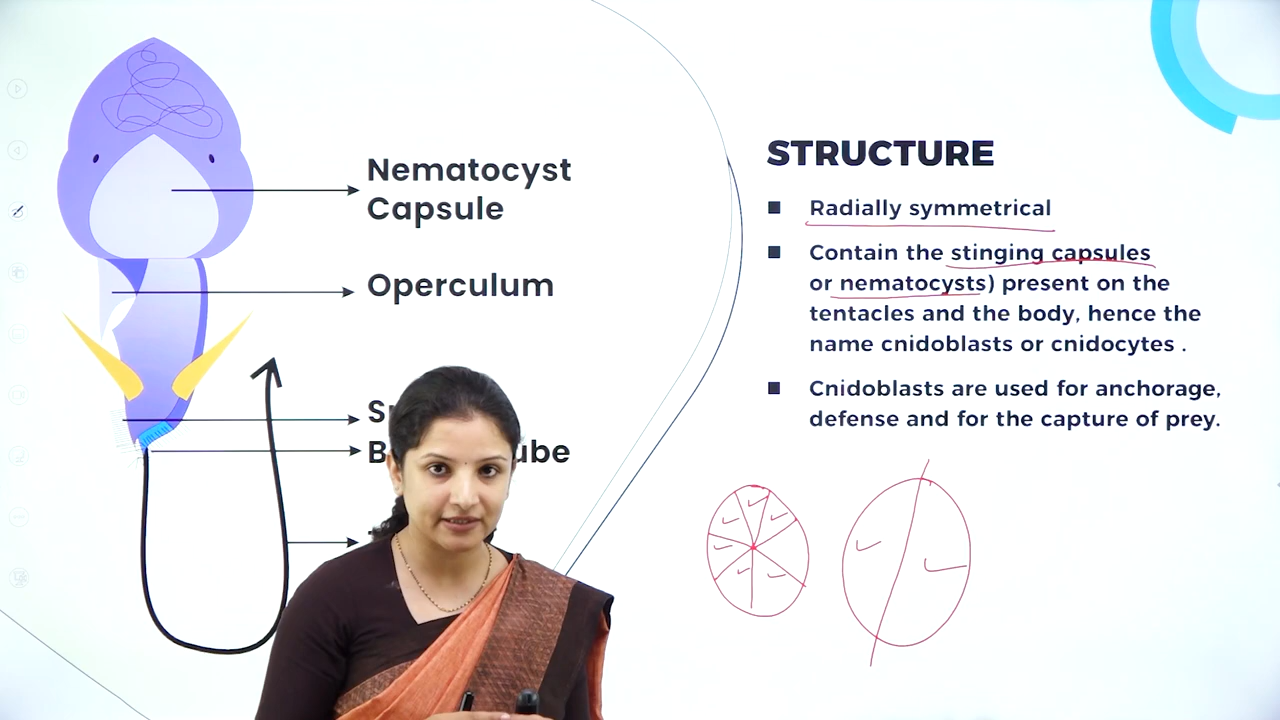 Nematocyst
Capsule
Operculum
STRUCTURE
Radially symmetrical
Contain the stinging capsules
or nematocysts) present on the
tentacles and the body, hence the
name cnidoblasts or cnidocytes .
Cnidoblasts are used for anchorage,
defense and for the capture of prey.